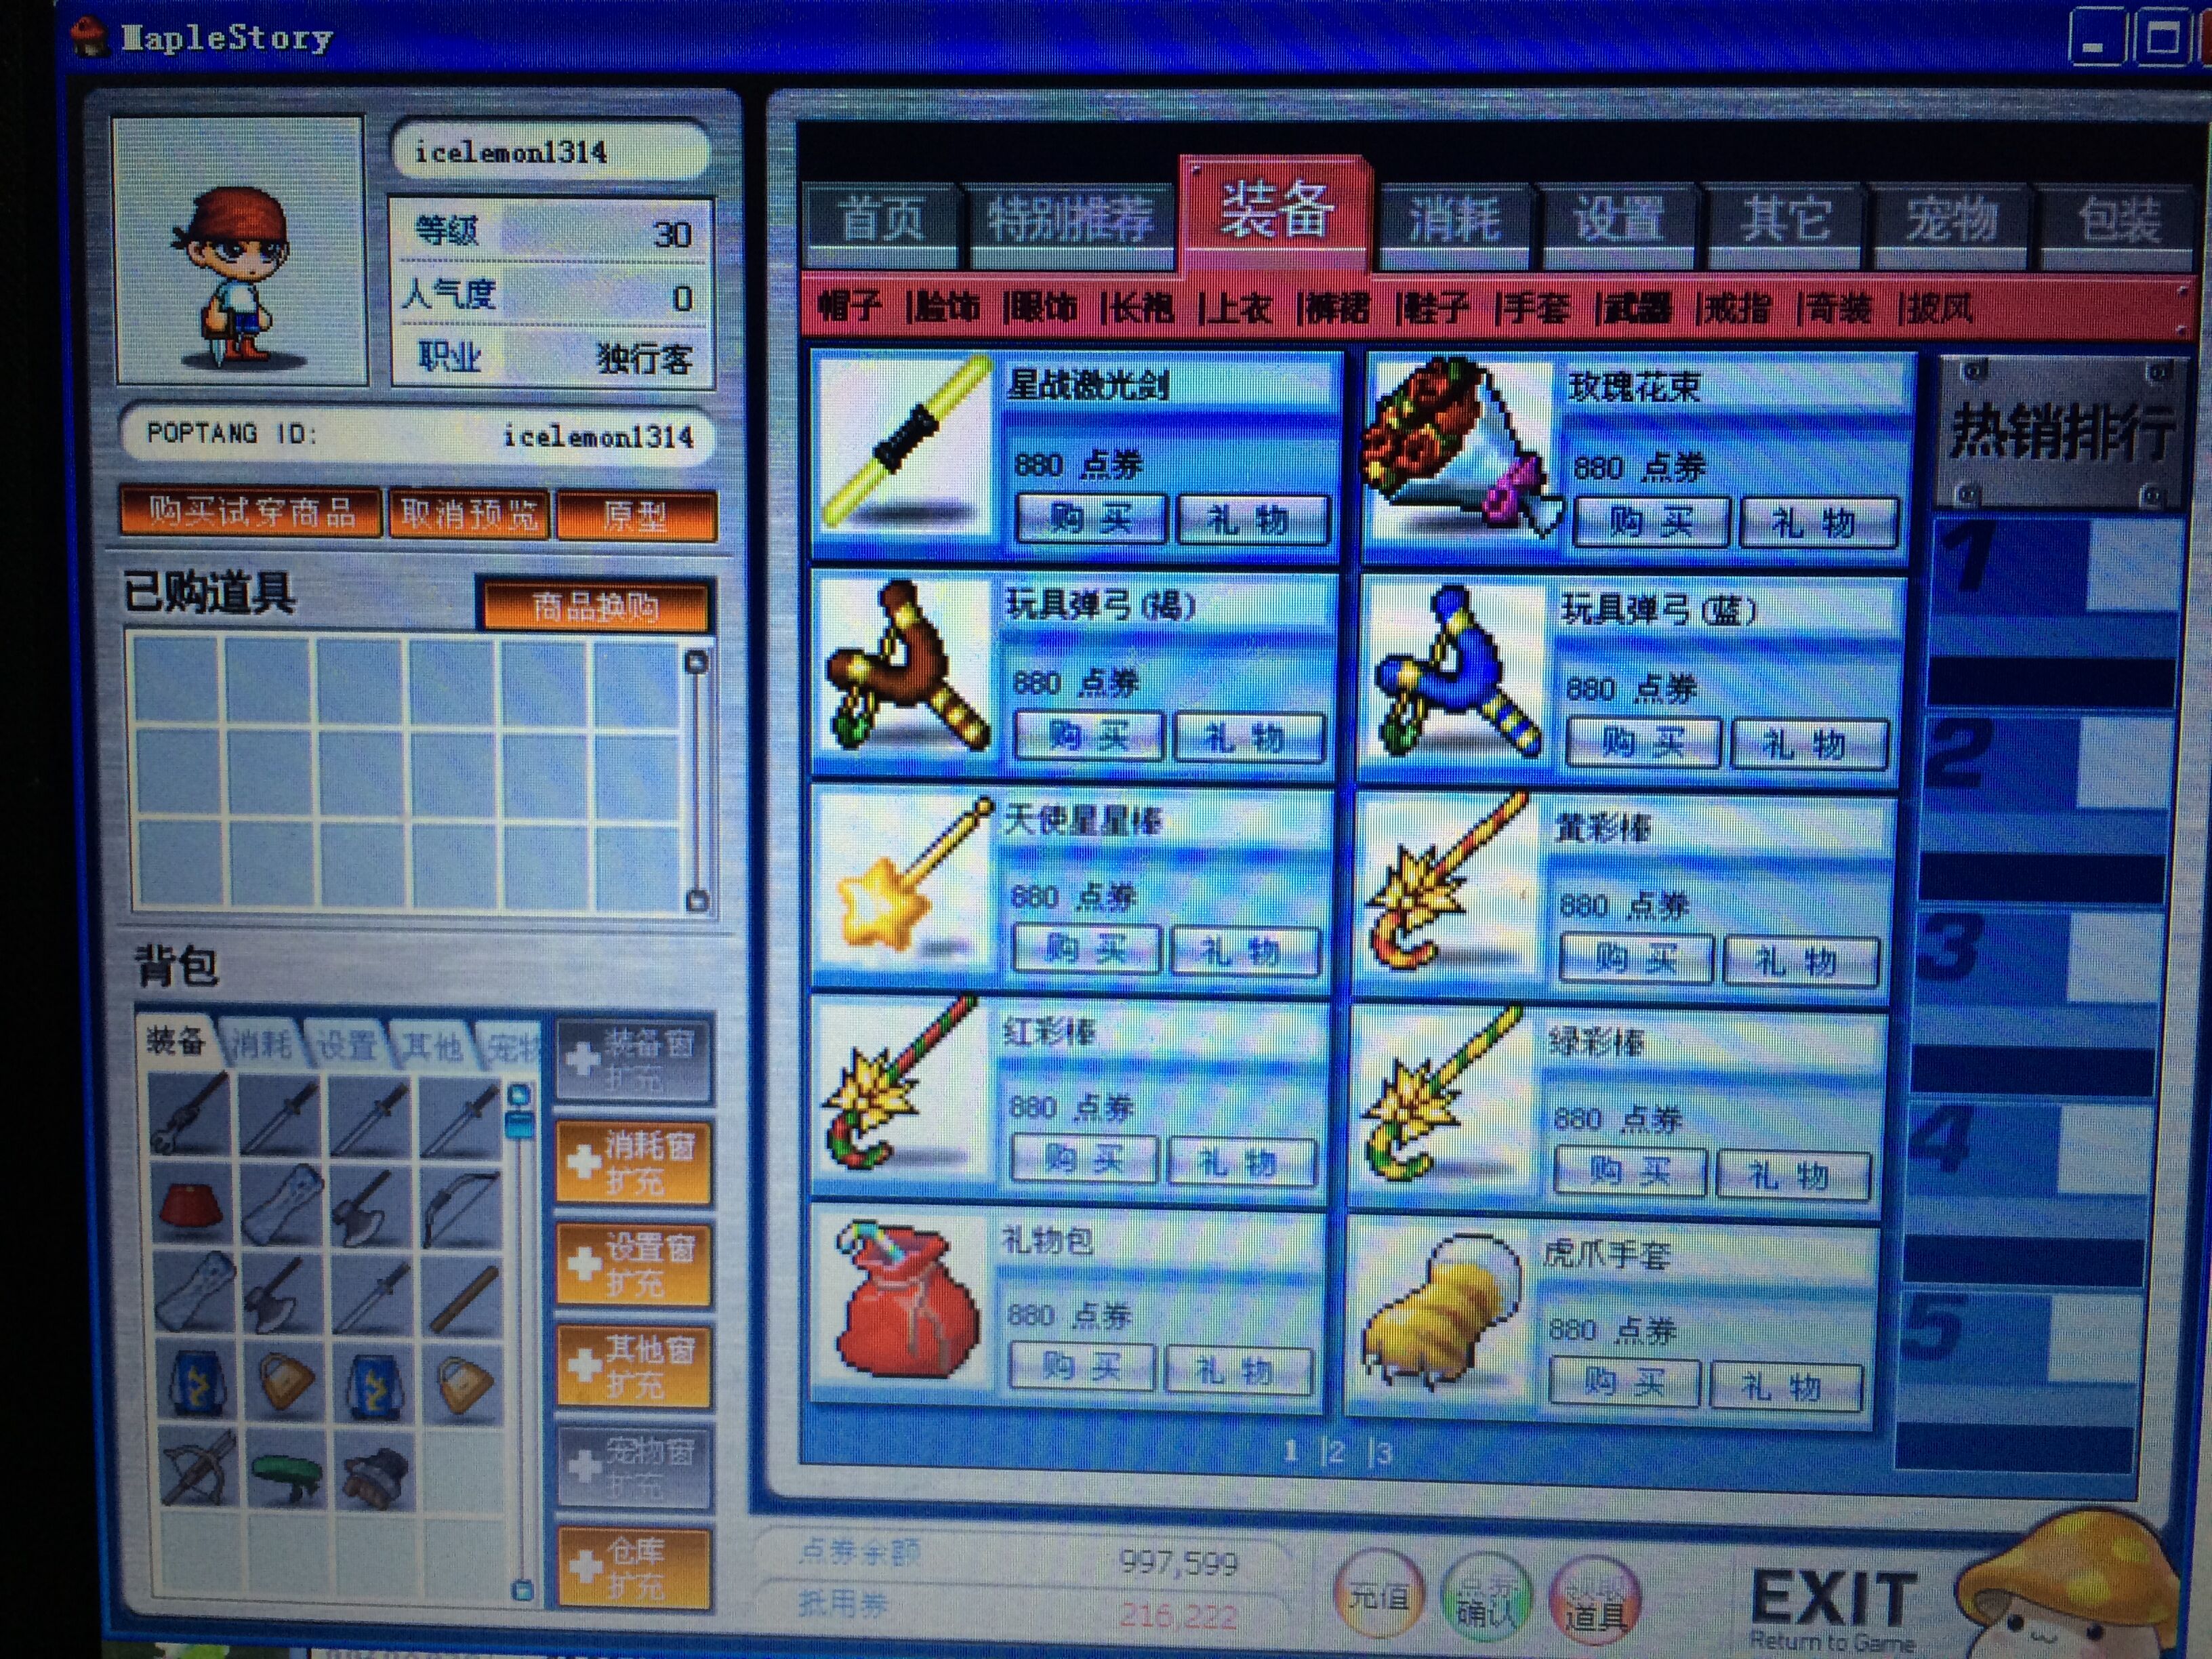 MapleStory
icelemon1314
等级 30
人气度 0
职业 独行客
POPTANG ID: icelemon1314
购买试穿商品 取消预览 原型
已购道具 商品换购
背包
装备 消耗 设置 其他 宠物
装备窗
扩充
消耗窗
扩充
设置窗
扩充
其他窗
扩充
宠物窗
扩充
仓库
扩充
首页 特别推荐 装备 消耗 设置 其它 宠物 包装
帽子 |脸饰 |眼饰 |长袍 |上衣 |裤裙 |鞋子 |手套 |武器 |戒指 |奇装 |披风
星战激光剑
880 点券
购买 礼物
玫瑰花束
880 点券
购买 礼物
玩具弹弓(褐)
880 点券
购买 礼物
玩具弹弓(蓝)
880 点券
购买 礼物
天使星星棒
880 点券
购买 礼物
黄彩棒
880 点券
购买 礼物
红彩棒
880 点券
购买 礼物
绿彩棒
880 点券
购买 礼物
礼物包
880 点券
购买 礼物
虎爪手套
880 点券
购买 礼物
1 |2 |3
热销排行
1
2
3
4
5
点券余额 997,599
抵用券 216,222
充值
点券
确认
道具
EXIT
Return to Game